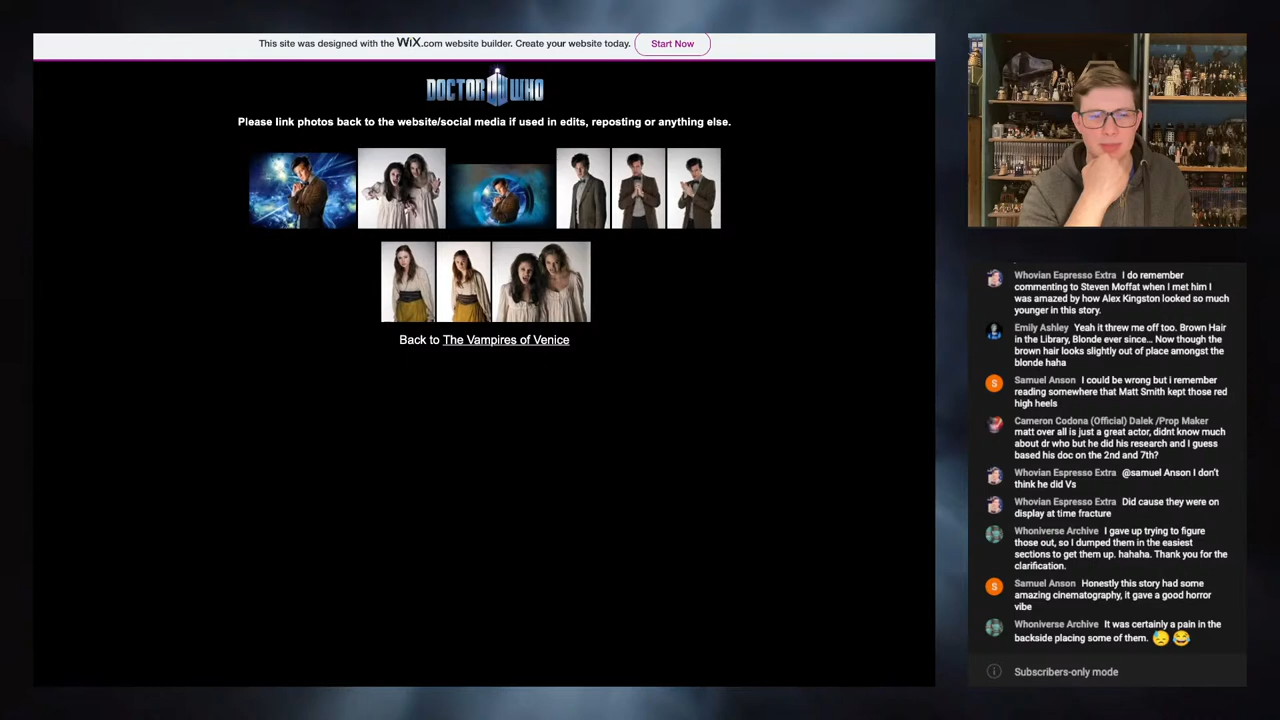 This site was designed with the WiX.com website builder. Create your website today.
Start Now
DOCTOR WHO
Please link photos back to the website/social media if used in edits, reposting or anything else.
Back to The Vampires of Venice
Whovian Espresso Extra I do remember
commenting to Steven Moffat when I met him I
was amazed by how Alex Kingston looked so much
younger in this story.
Emily Ashley Yeah it threw me off too. Brown Hair
in the Library, Blonde ever since... Now though the
brown hair looks slightly out of place amongst the
blonde haha
S
Samuel Anson I could be wrong but i remember
reading somewhere that Matt Smith kept those red
high heels
Cameron Codona (Official) Dalek /Prop Maker
matt over all is just a great actor, didnt know much
about dr who but he did his research and I guess
based his doc on the 2nd and 7th?
Whovian Espresso Extra @samuel Anson I don't
think he did Vs
Whovian Espresso Extra Did cause they were on
display at time fracture
Whoniverse Archive I gave up trying to figure
those out, so I dumped them in the easiest
sections to get them up. hahaha. Thank you for the
clarification.
S
Samuel Anson Honestly this story had some
amazing cinematography, it gave a good horror
vibe
Whoniverse Archive It was certainly a pain in the
backside placing some of them. 😓😂
Subscribers-only mode